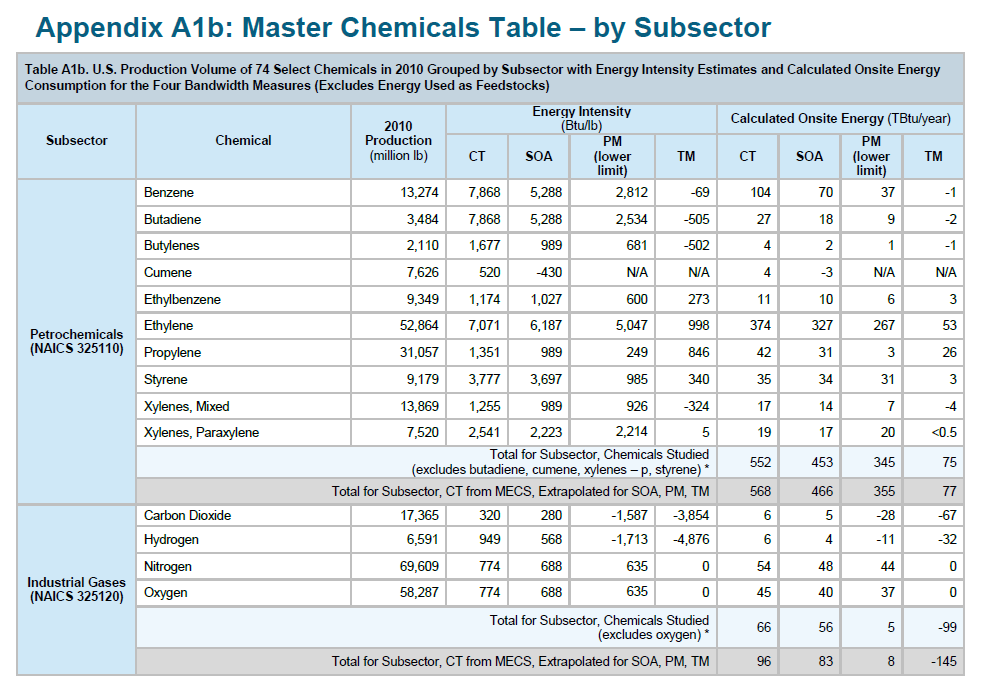 Appendix A1b: Master Chemicals Table – by Subsector
Table A1b. U.S. Production Volume of 74 Select Chemicals in 2010 Grouped by Subsector with Energy Intensity Estimates and Calculated Onsite Energy
Consumption for the Four Bandwidth Measures (Excludes Energy Used as Feedstocks)
Subsector Chemical 2010 Production (million lb) Energy Intensity (Btu/lb) Calculated Onsite Energy (TBtu/year)
CT SOA PM (lower limit) TM CT SOA PM (lower limit) TM
Petrochemicals (NAICS 325110)
Benzene 13,274 7,868 5,288 2,812 -69 104 70 37 -1
Butadiene 3,484 7,868 5,288 2,534 -505 27 18 9 -2
Butylenes 2,110 1,677 989 681 -502 4 2 1 -1
Cumene 7,626 520 -430 N/A N/A 4 -3 N/A N/A
Ethylbenzene 9,349 1,174 1,027 600 273 11 10 6 3
Ethylene 52,864 7,071 6,187 5,047 998 374 327 267 53
Propylene 31,057 1,351 989 249 846 42 31 3 26
Styrene 9,179 3,777 3,697 985 340 35 34 31 3
Xylenes, Mixed 13,869 1,255 989 926 -324 17 14 7 -4
Xylenes, Paraxylene 7,520 2,541 2,223 2,214 5 19 17 20 <0.5
Total for Subsector, Chemicals Studied
(excludes butadiene, cumene, xylenes – p, styrene) * 552 453 345 75
Total for Subsector, CT from MECS, Extrapolated for SOA, PM, TM 568 466 355 77
Industrial Gases (NAICS 325120)
Carbon Dioxide 17,365 320 280 -1,587 -3,854 6 5 -28 -67
Hydrogen 6,591 949 568 -1,713 -4,876 6 4 -11 -32
Nitrogen 69,609 774 688 635 0 54 48 44 0
Oxygen 58,287 774 688 635 0 45 40 37 0
Total for Subsector, Chemicals Studied
(excludes oxygen) * 66 56 5 -99
Total for Subsector, CT from MECS, Extrapolated for SOA, PM, TM 96 83 8 -145